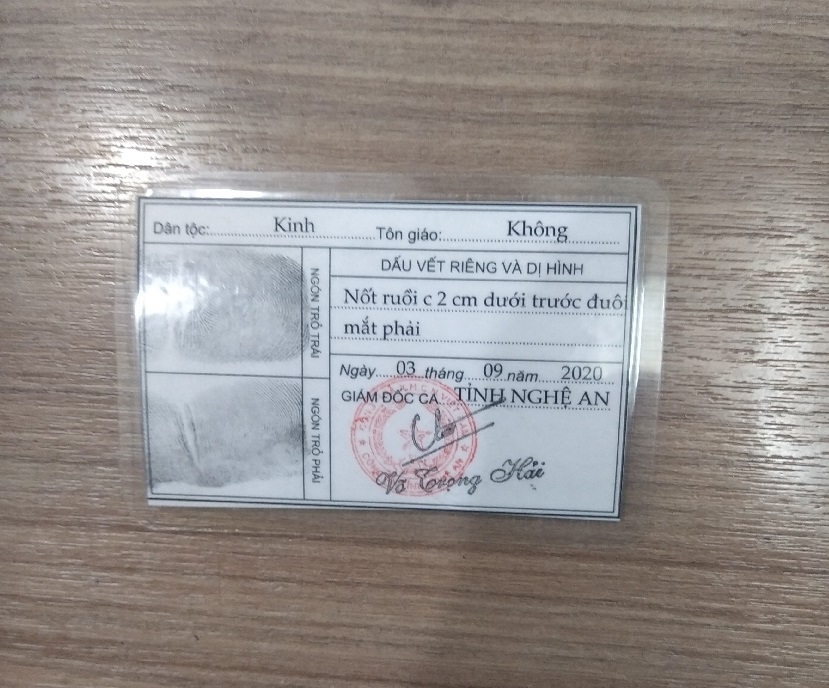 Dân tộc: Kinh Tôn giáo: Không
DẤU VẾT RIÊNG VÀ DỊ HÌNH
NGÓN TRỎ TRÁI
Nốt ruồi c 2 cm dưới trước đuôi
mắt phải
Ngày 03 tháng 09 năm 2020
GIÁM ĐỐC CA TỈNH NGHỆ AN
NGÓN TRỎ PHẢI
Võ Trọng Hải